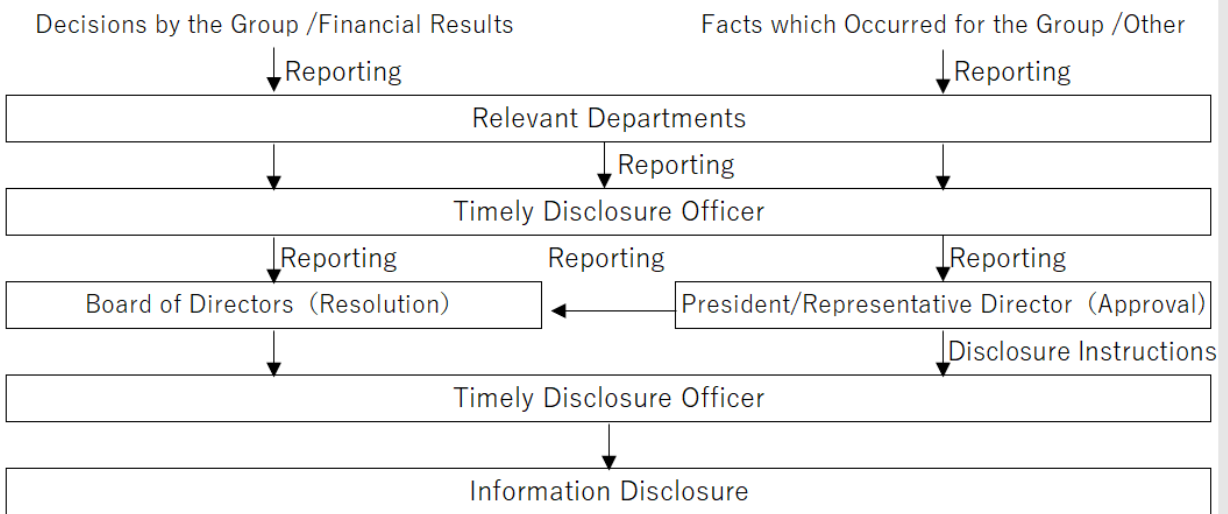 Decisions by the Group /Financial Results
Facts which Occurred for the Group /Other
Reporting
Reporting
Relevant Departments
Reporting
Timely Disclosure Officer
Reporting
Reporting
Reporting
Board of Directors（Resolution）
President/Representative Director（Approval）
Disclosure Instructions
Timely Disclosure Officer
Information Disclosure